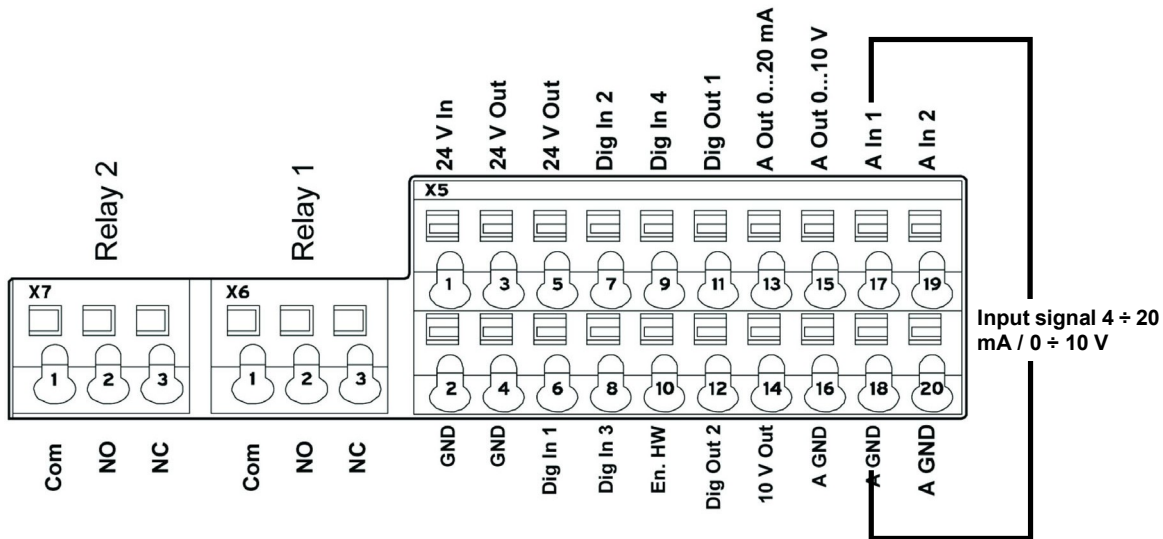 24 V In
24 V Out
24 V Out
Dig In 2
Dig In 4
Dig Out 1
A Out 0...20 mA
A Out 0...10 V
A In 1
A In 2
Relay 2
Relay 1
X5
1
3
5
7
9
11
13
15
17
19
X7
X6
1
2
3
1
2
3
2
4
6
8
10
12
14
16
18
20
Input signal 4 ÷ 20
mA / 0 ÷ 10 V
Com
NO
NC
Com
NO
NC
GND
GND
Dig In 1
Dig In 3
En. HW
Dig Out 2
10 V Out
A GND
A GND
A GND